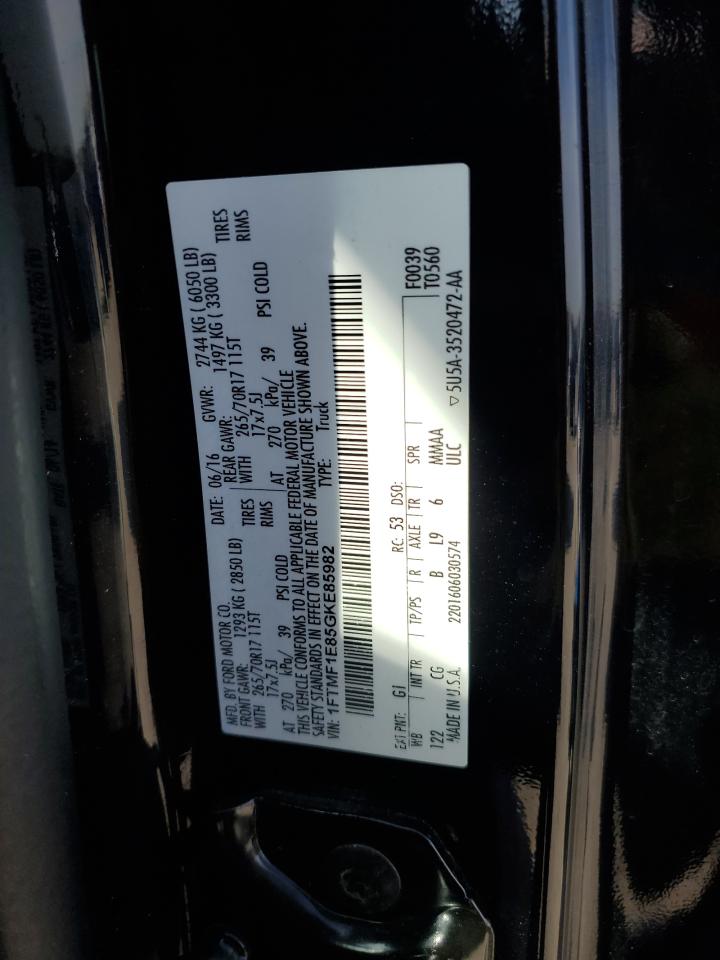 MFD. BY FORD MOTOR CO. DATE: 06/16 GVWR: 2744 KG ( 6050 LB)
FRONT GAWR: 1293 KG ( 2850 LB) REAR GAWR: 1497 KG ( 3300 LB)
WITH 265/70R17 115T TIRES WITH 265/70R17 115T TIRES
17x7.5J RIMS 17x7.5J RIMS
AT 270 kPa/ 39 PSI COLD AT 270 kPa/ 39 PSI COLD
THIS VEHICLE CONFORMS TO ALL APPLICABLE FEDERAL MOTOR VEHICLE
SAFETY STANDARDS IN EFFECT ON THE DATE OF MANUFACTURE SHOWN ABOVE.
VIN: 1FTMF1E85GKE85982 TYPE: Truck
EXT PNT: G1 RC: 53 DSO: F0039
WB INT TR TP/PS R AXLE TR SPR T0560
122 CG B L9 6 MMAA
MADE IN U.S.A. 2201606030574 ULC ▽ 5U5A-3520472-AA